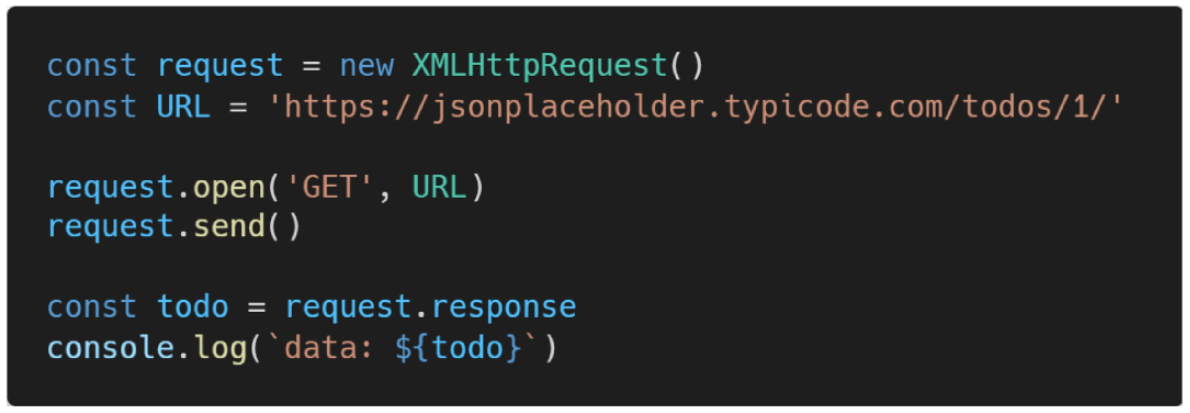 const request = new XMLHttpRequest()
const URL = 'https://jsonplaceholder.typicode.com/todos/1/'
request.open('GET', URL)
request.send()
const todo = request.response
console.log(`data: ${todo}`)